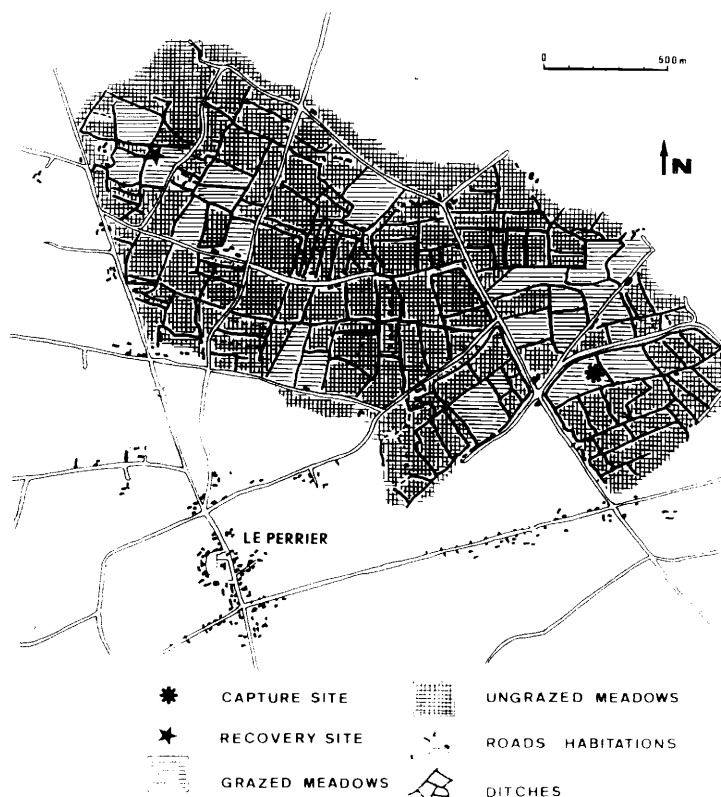 0 500 m
N
LE PERRIER
CAPTURE SITE
RECOVERY SITE
GRAZED MEADOWS
UNGRAZED MEADOWS
ROADS HABITATIONS
DITCHES